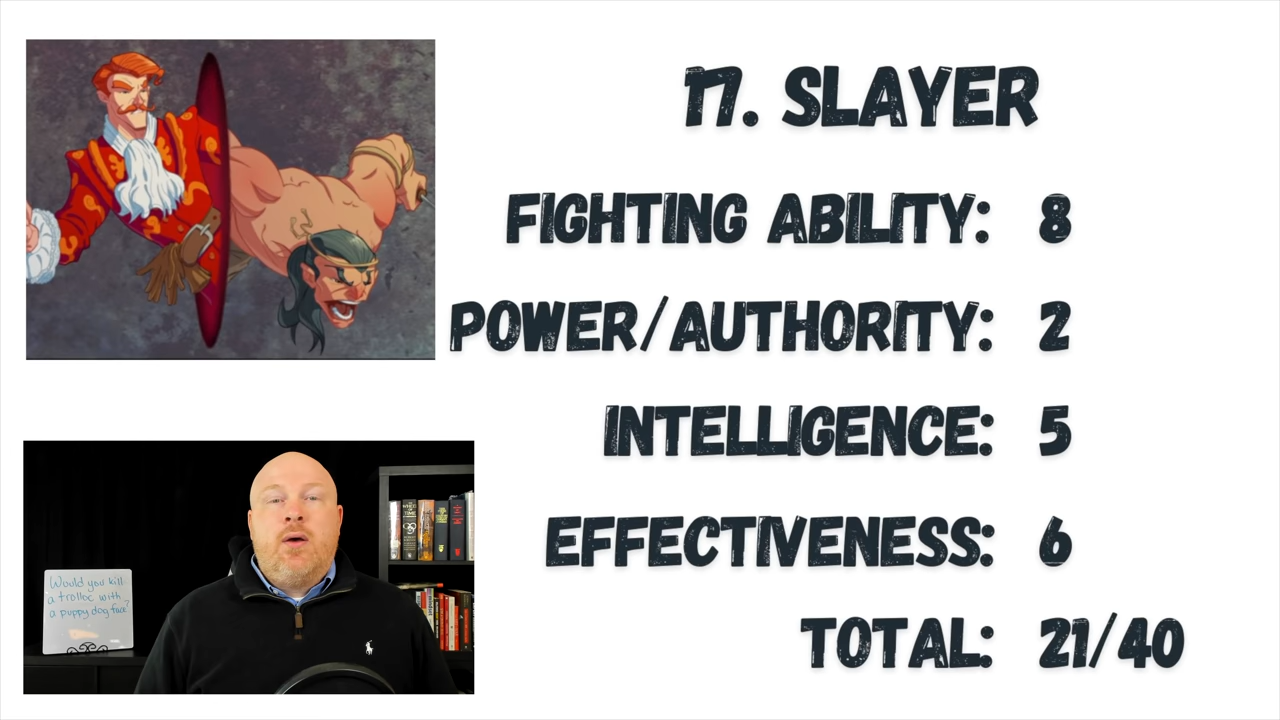 17. SLAYER
FIGHTING ABILITY: 8
POWER/AUTHORITY: 2
INTELLIGENCE: 5
EFFECTIVENESS: 6
TOTAL: 21/40
Would you kill
a trolloc with
a puppy dog face?